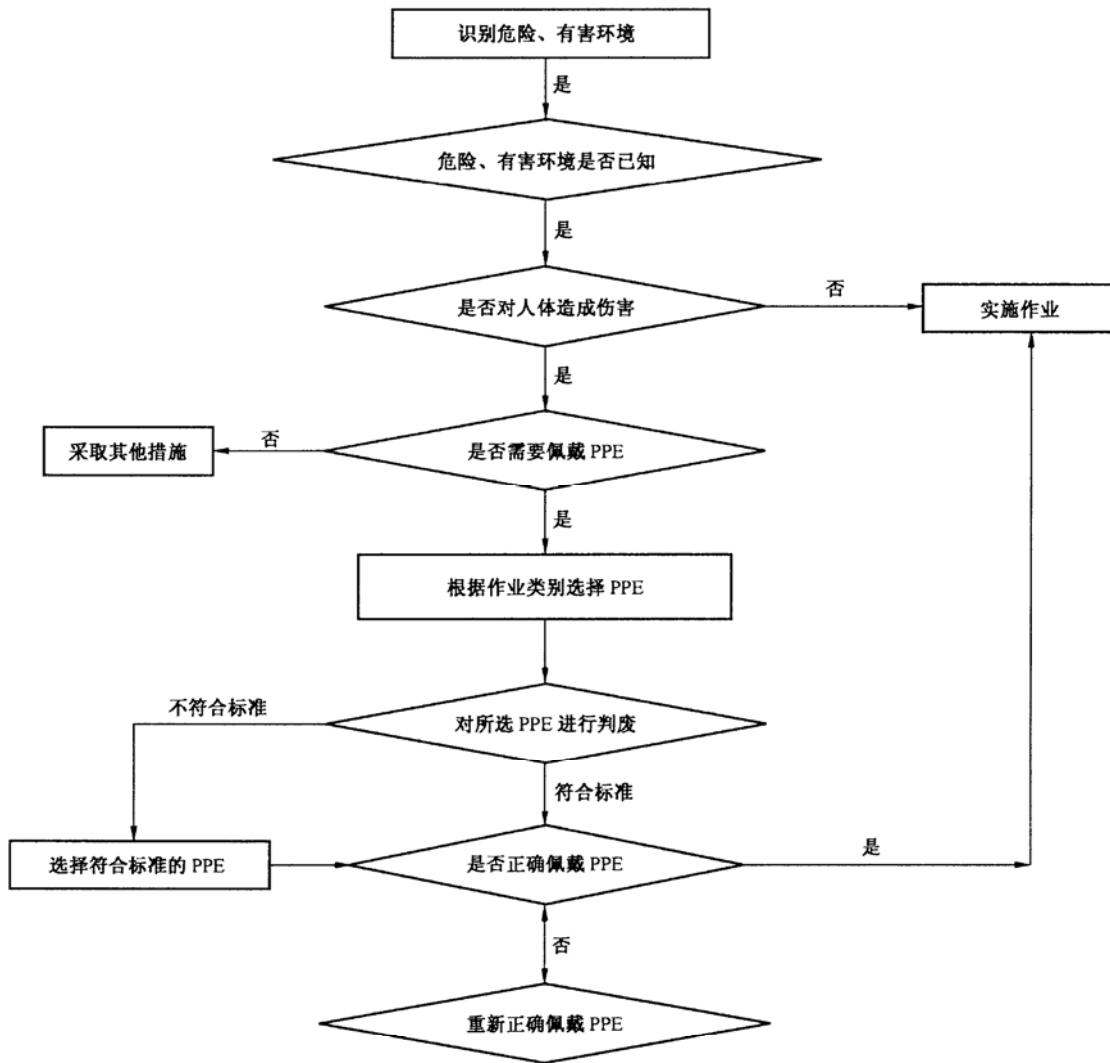 识别危险、有害环境
是
危险、有害环境是否已知
是
是否对人体造成伤害
否
实施作业
是
采取其他措施
否
是否需要佩戴 PPE
是
根据作业类别选择 PPE
不符合标准
对所选 PPE 进行判废
符合标准
选择符合标准的 PPE
是否正确佩戴 PPE
是
否
重新正确佩戴 PPE